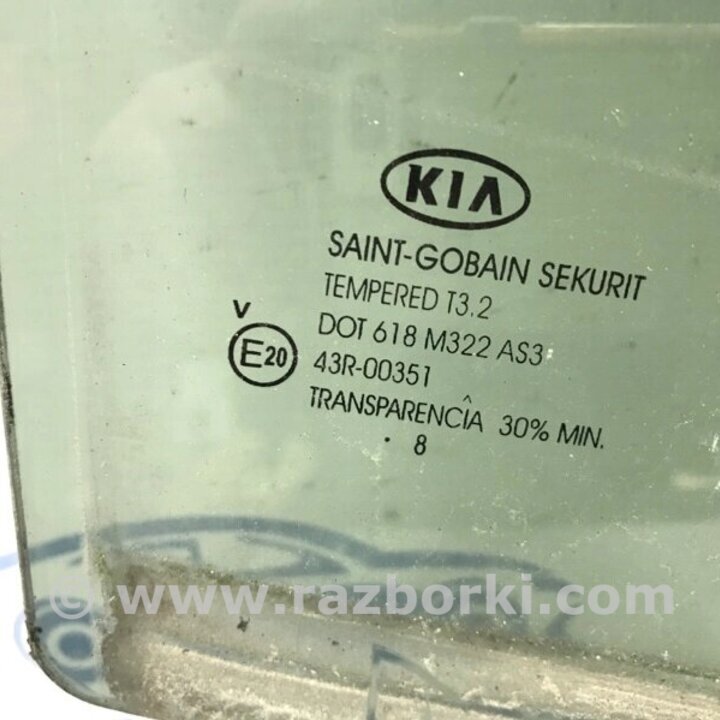 KIA
SAINT-GOBAIN SEKURIT
TEMPERED T3.2
DOT 618 M322 AS3
V
E20
43R-00351
TRANSPARENCÎA 30% MIN.
. 8
© www.razborki.com